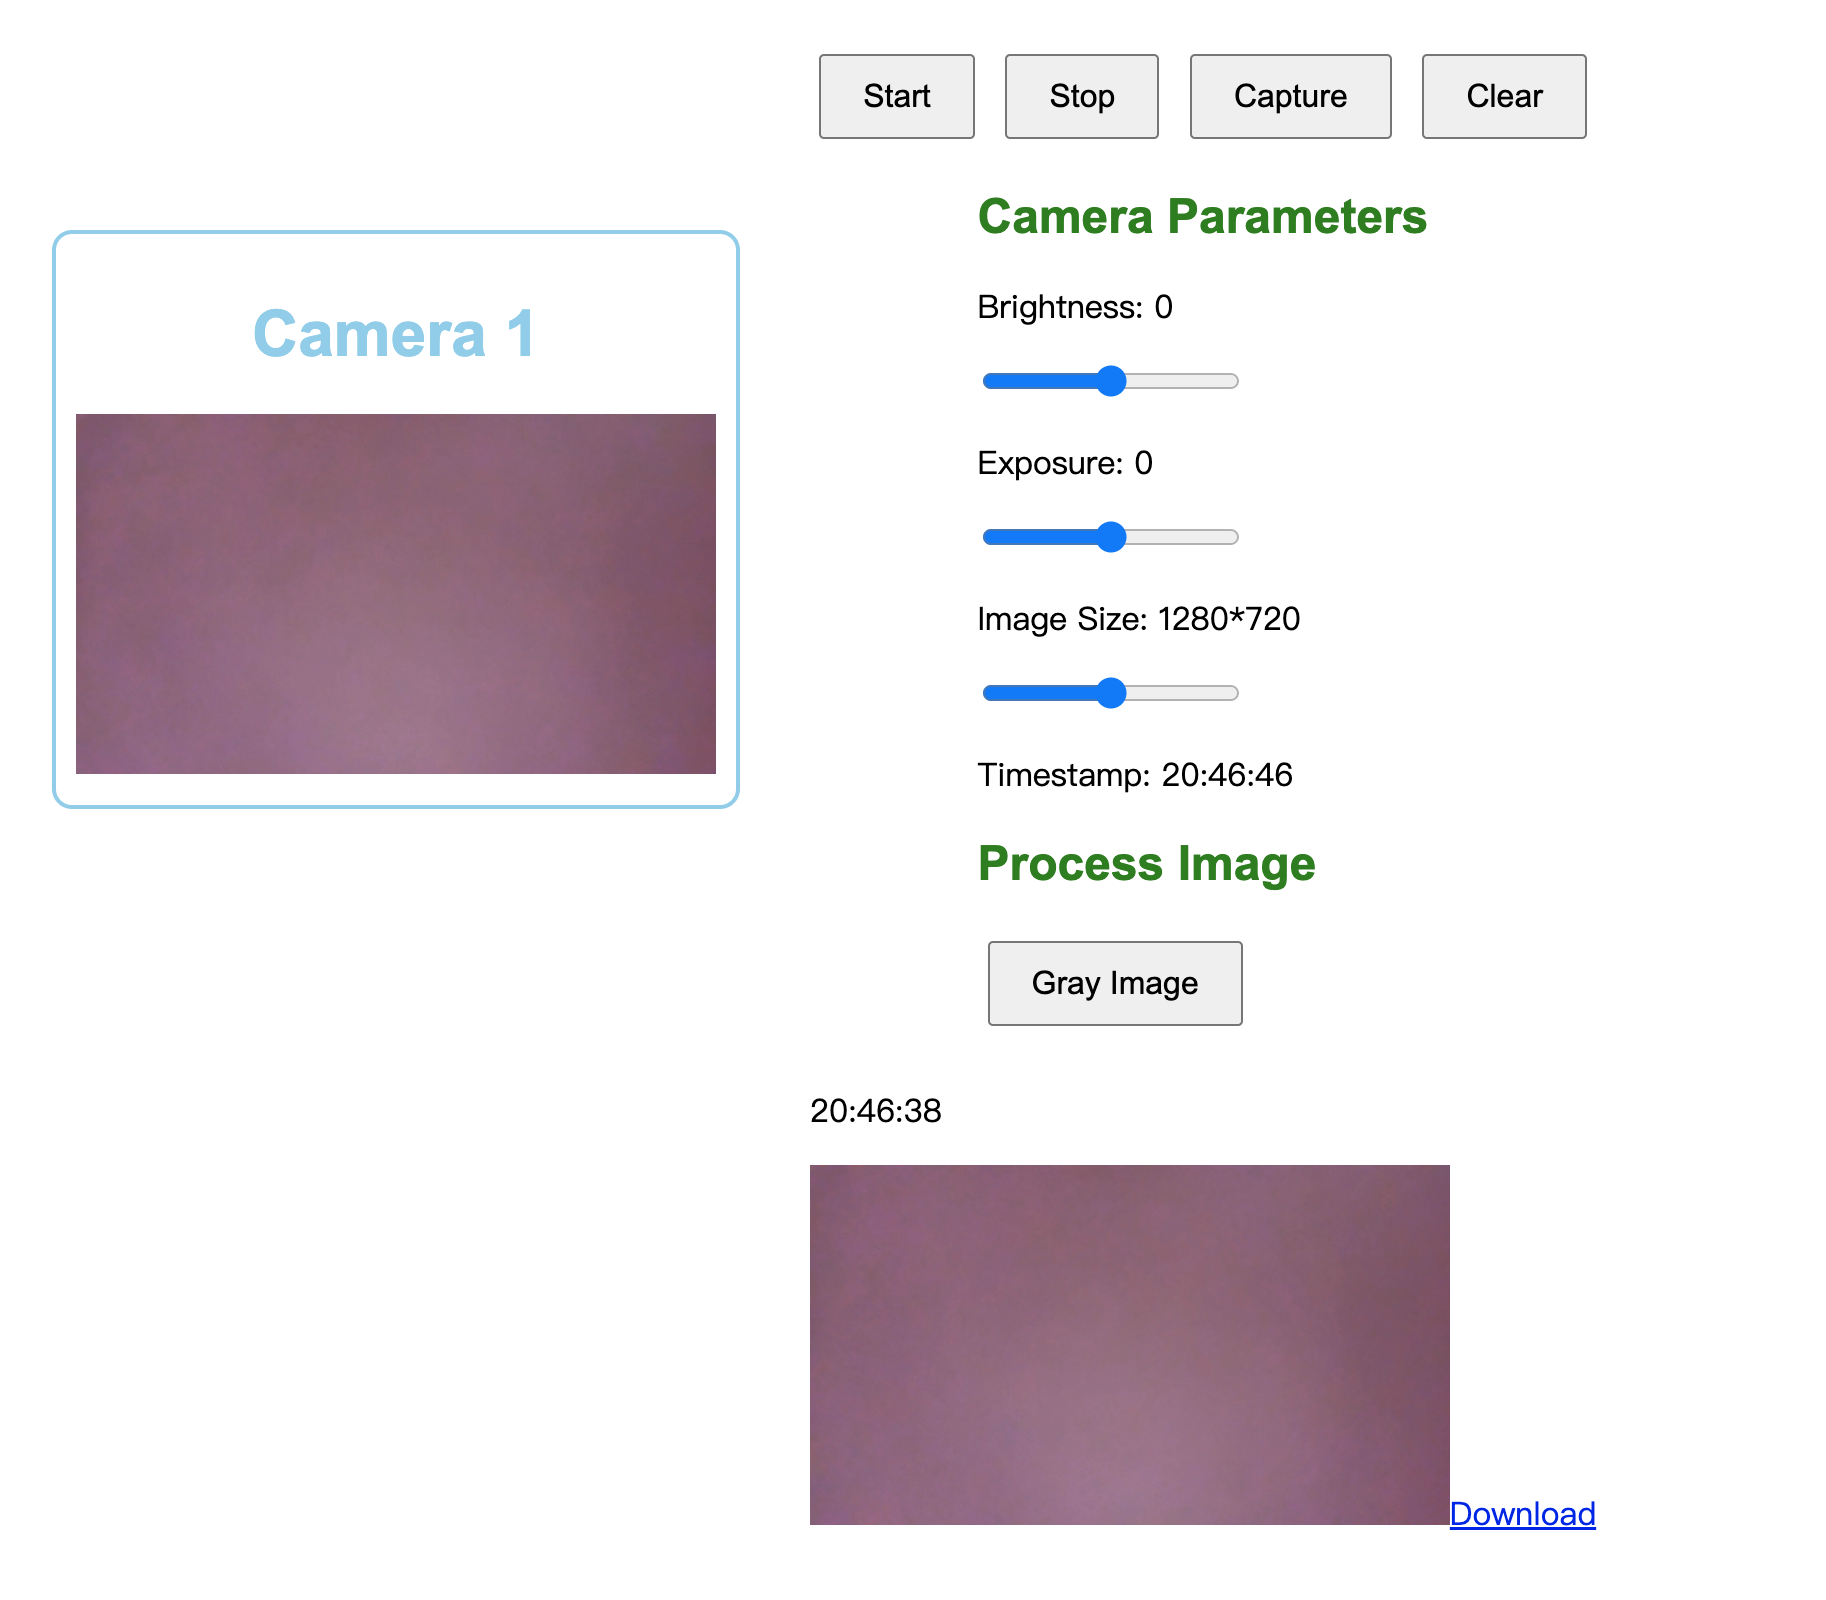 Start Stop Capture Clear
Camera 1
Camera Parameters
Brightness: 0
Exposure: 0
Image Size: 1280*720
Timestamp: 20:46:46
Process Image
Gray Image
20:46:38
Download